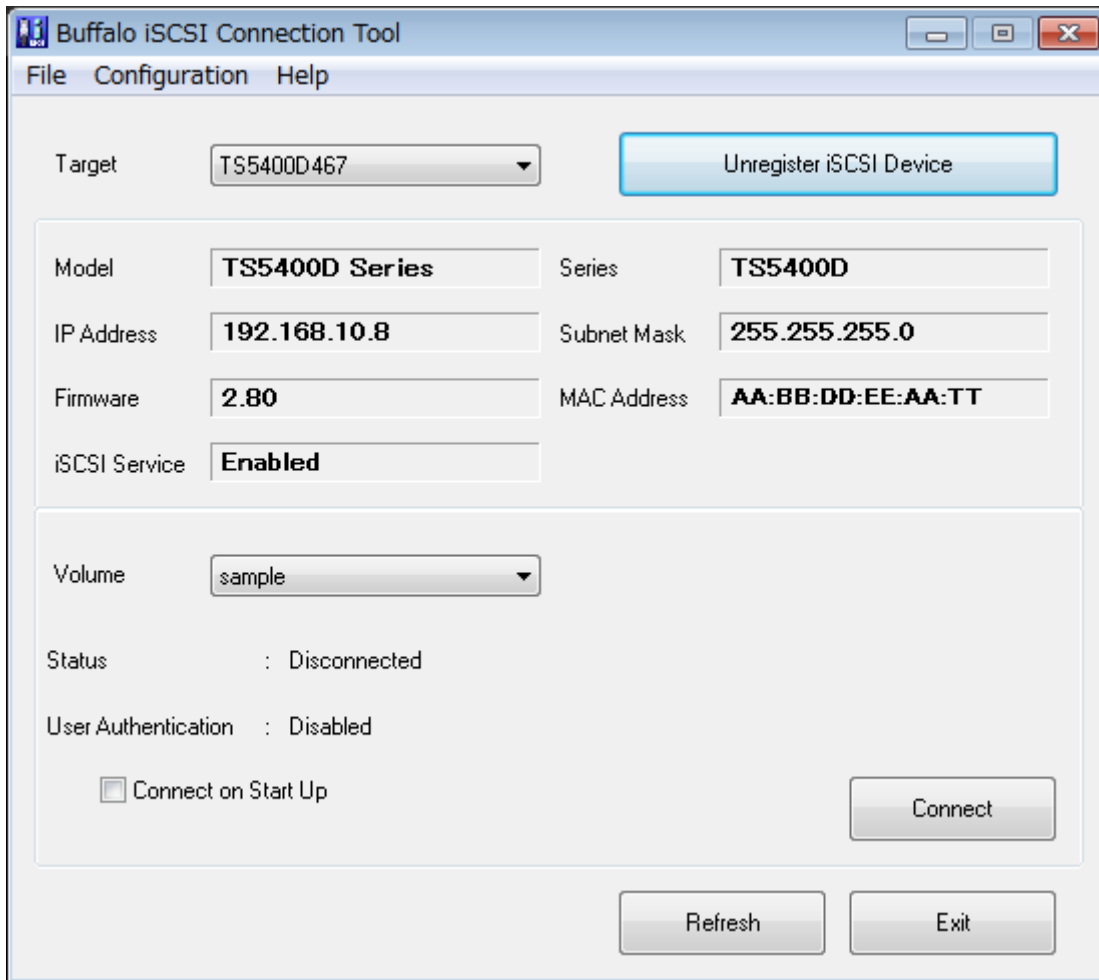 Buffalo iSCSI Connection Tool
File Configuration Help
Target TS5400D467 Unregister iSCSI Device
Model TS5400D Series Series TS5400D
IP Address 192.168.10.8 Subnet Mask 255.255.255.0
Firmware 2.80 MAC Address AA:BB:DD:EE:AA:TT
iSCSI Service Enabled
Volume sample
Status : Disconnected
User Authentication : Disabled
Connect on Start Up
Connect
Refresh Exit